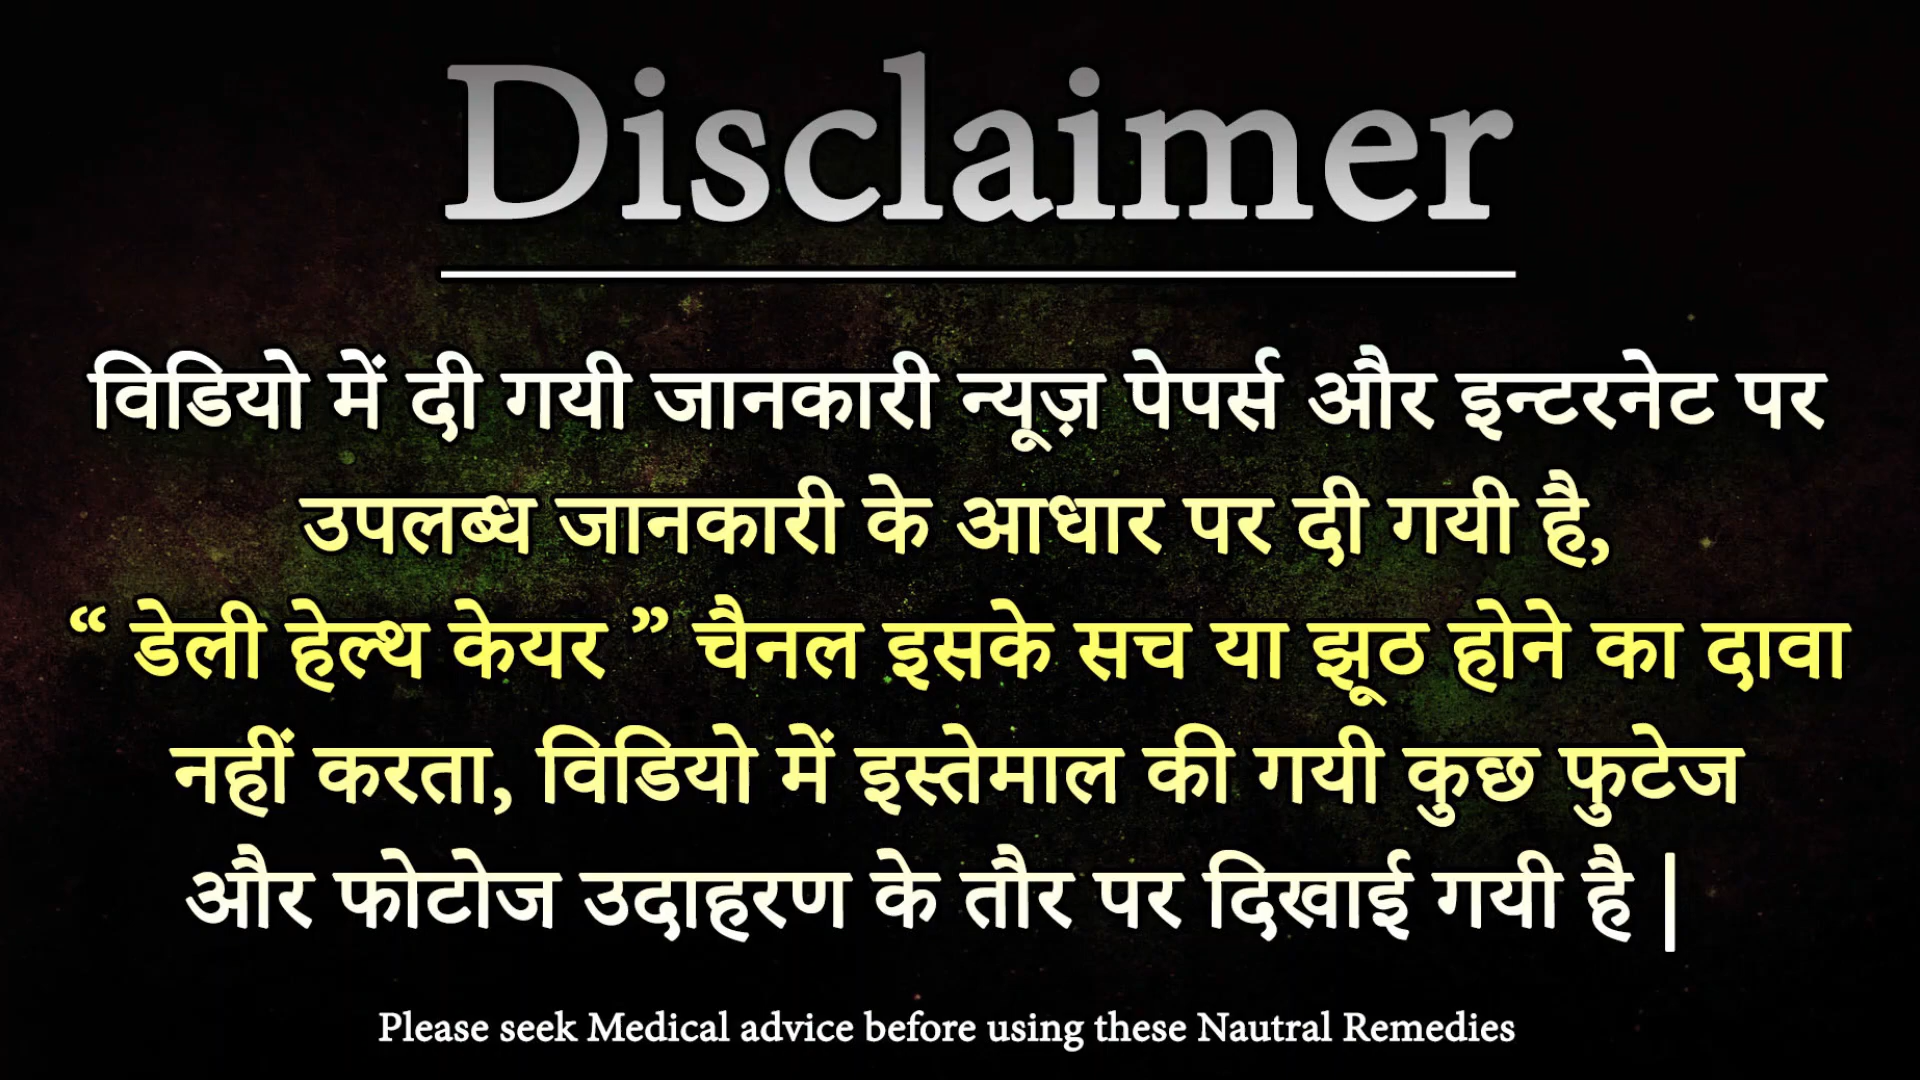 Disclaimer
विडियो में दी गयी जानकारी न्यूज़ पेपर्स और इन्टरनेट पर
उपलब्ध जानकारी के आधार पर दी गयी है,
“ डेली हेल्थ केयर ” चैनल इसके सच या झूठ होने का दावा
नहीं करता, विडियो में इस्तेमाल की गयी कुछ फुटेज
और फोटोज उदाहरण के तौर पर दिखाई गयी है |
Please seek Medical advice before using these Nautral Remedies